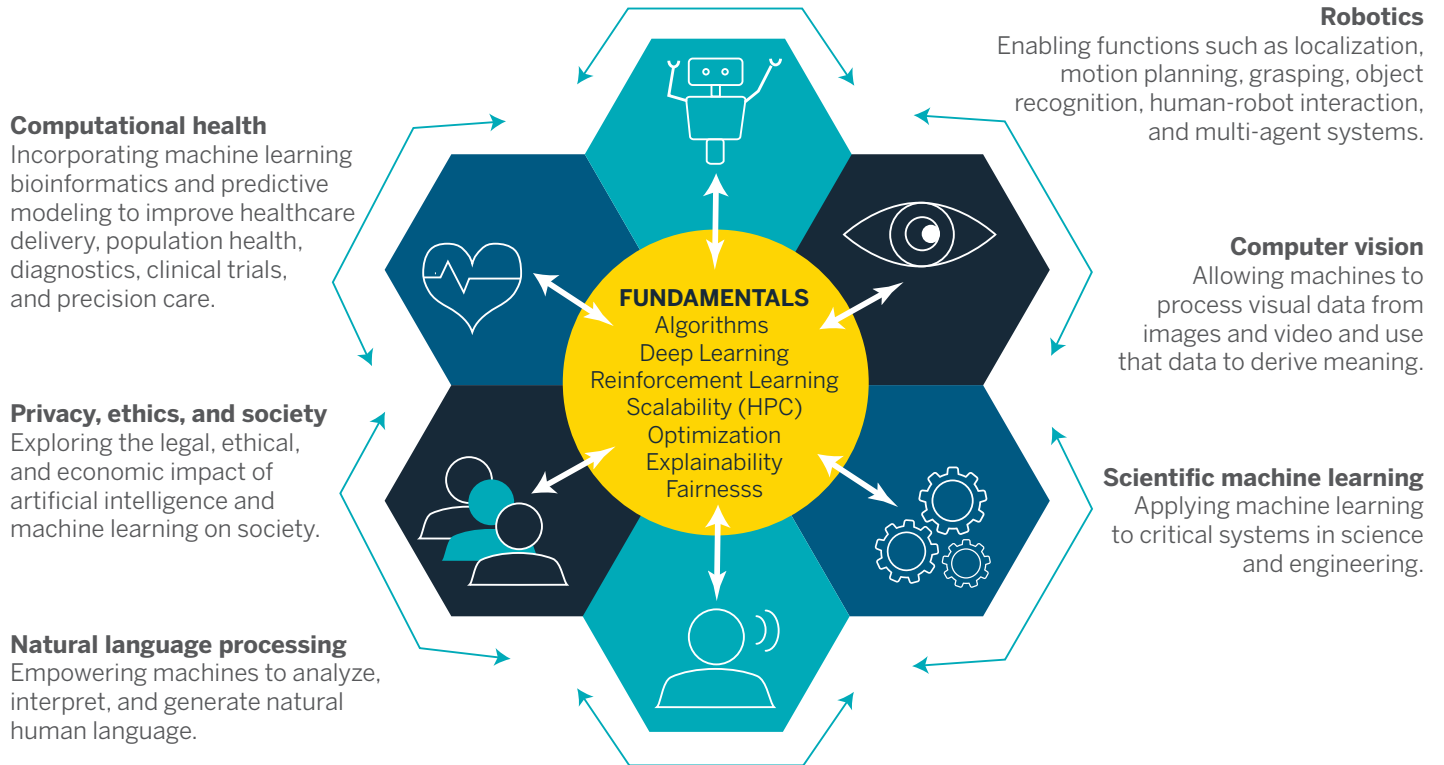 Computational health
Incorporating machine learning
bioinformatics and predictive
modeling to improve healthcare
delivery, population health,
diagnostics, clinical trials,
and precision care.
Privacy, ethics, and society
Exploring the legal, ethical,
and economic impact of
artificial intelligence and
machine learning on society.
Natural language processing
Empowering machines to analyze,
interpret, and generate natural
human language.
FUNDAMENTALS
Algorithms
Deep Learning
Reinforcement Learning
Scalability (HPC)
Optimization
Explainability
Fairnesss
Robotics
Enabling functions such as localization,
motion planning, grasping, object
recognition, human-robot interaction,
and multi-agent systems.
Computer vision
Allowing machines to
process visual data from
images and video and use
that data to derive meaning.
Scientific machine learning
Applying machine learning
to critical systems in science
and engineering.